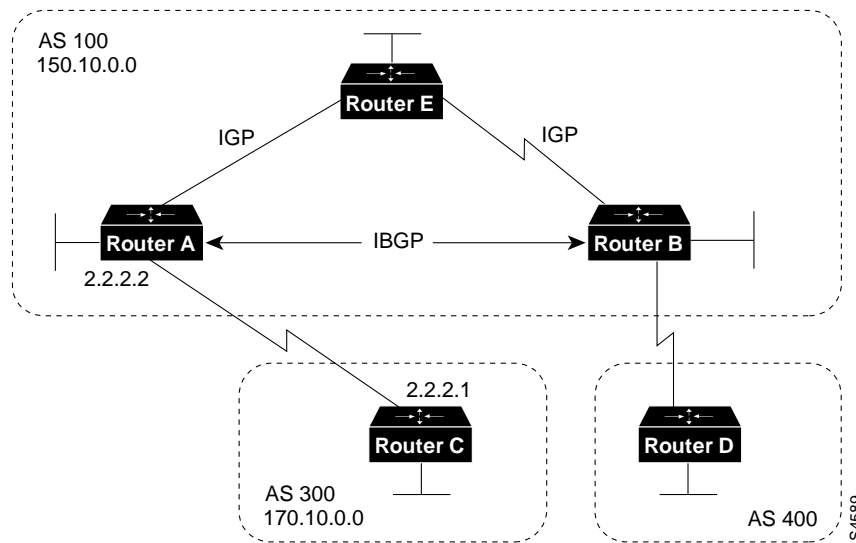 AS 100
150.10.0.0
Router E
IGP
IGP
Router A
IBGP
Router B
2.2.2.2
2.2.2.1
Router C
Router D
AS 300
170.10.0.0
AS 400
S4589